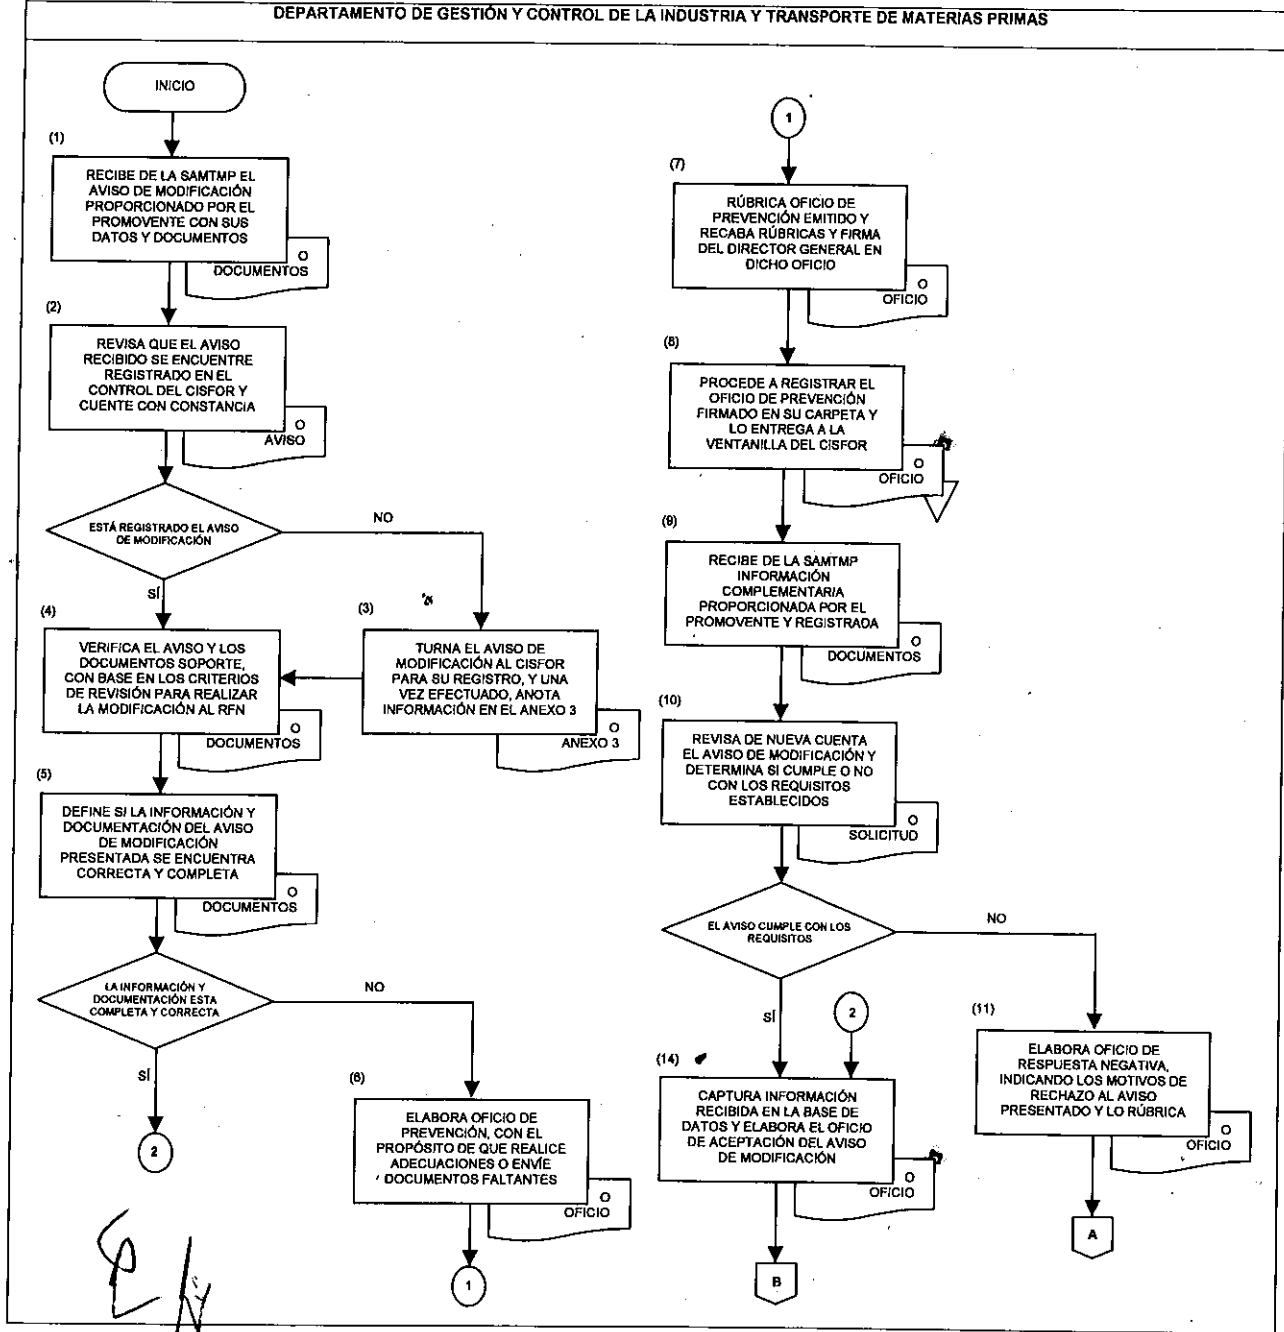 DEPARTAMENTO DE GESTIÓN Y CONTROL DE LA INDUSTRIA Y TRANSPORTE DE MATERIAS PRIMAS
INICIO
(1)
RECIBE DE LA SAMTMP EL
AVISO DE MODIFICACIÓN
PROPORCIONADO POR EL
PROMOVENTE CON SUS
DATOS Y DOCUMENTOS
O
DOCUMENTOS
(2)
REVISA QUE EL AVISO
RECIBIDO SE ENCUENTRE
REGISTRADO EN EL
CONTROL DEL CISFOR Y
CUENTE CON CONSTANCIA
O
AVISO
ESTÁ REGISTRADO EL AVISO
DE MODIFICACIÓN
NO
SÍ
(3)
TURNA EL AVISO DE
MODIFICACIÓN AL CISFOR
PARA SU REGISTRO, Y UNA
VEZ EFECTUADO, ANOTA
INFORMACIÓN EN EL ANEXO 3
O
ANEXO 3
(4)
VERIFICA EL AVISO Y LOS
DOCUMENTOS SOPORTE,
CON BASE EN LOS CRITERIOS
DE REVISIÓN PARA REALIZAR
LA MODIFICACIÓN AL RFN
O
DOCUMENTOS
(5)
DEFINE SI LA INFORMACIÓN Y
DOCUMENTACIÓN DEL AVISO
DE MODIFICACIÓN
PRESENTADA SE ENCUENTRA
CORRECTA Y COMPLETA
O
DOCUMENTOS
LA INFORMACIÓN Y
DOCUMENTACIÓN ESTA
COMPLETA Y CORRECTA
NO
SÍ
2
(6)
ELABORA OFICIO DE
PREVENCIÓN, CON EL
PROPÓSITO DE QUE REALICE
ADECUACIONES O ENVÍE
DOCUMENTOS FALTANTES
O
OFICIO
1
1
(7)
RÚBRICA OFICIO DE
PREVENCIÓN EMITIDO Y
RECABA RÚBRICAS Y FIRMA
DEL DIRECTOR GENERAL EN
DICHO OFICIO
O
OFICIO
(8)
PROCEDE A REGISTRAR EL
OFICIO DE PREVENCIÓN
FIRMADO EN SU CARPETA Y
LO ENTREGA A LA
VENTANILLA DEL CISFOR
O
OFICIO
(9)
RECIBE DE LA SAMTMP
INFORMACIÓN
COMPLEMENTARIA
PROPORCIONADA POR EL
PROMOVENTE Y REGISTRADA
O
DOCUMENTOS
(10)
REVISA DE NUEVA CUENTA
EL AVISO DE MODIFICACIÓN Y
DETERMINA SI CUMPLE O NO
CON LOS REQUISITOS
ESTABLECIDOS
O
SOLICITUD
EL AVISO CUMPLE CON LOS
REQUISITOS
NO
SÍ
2
(11)
ELABORA OFICIO DE
RESPUESTA NEGATIVA,
INDICANDO LOS MOTIVOS DE
RECHAZO AL AVISO
PRESENTADO Y LO RÚBRICA
O
OFICIO
A
(14)
CAPTURA INFORMACIÓN
RECIBIDA EN LA BASE DE
DATOS Y ELABORA EL OFICIO
DE ACEPTACIÓN DEL AVISO
DE MODIFICACIÓN
O
OFICIO
B